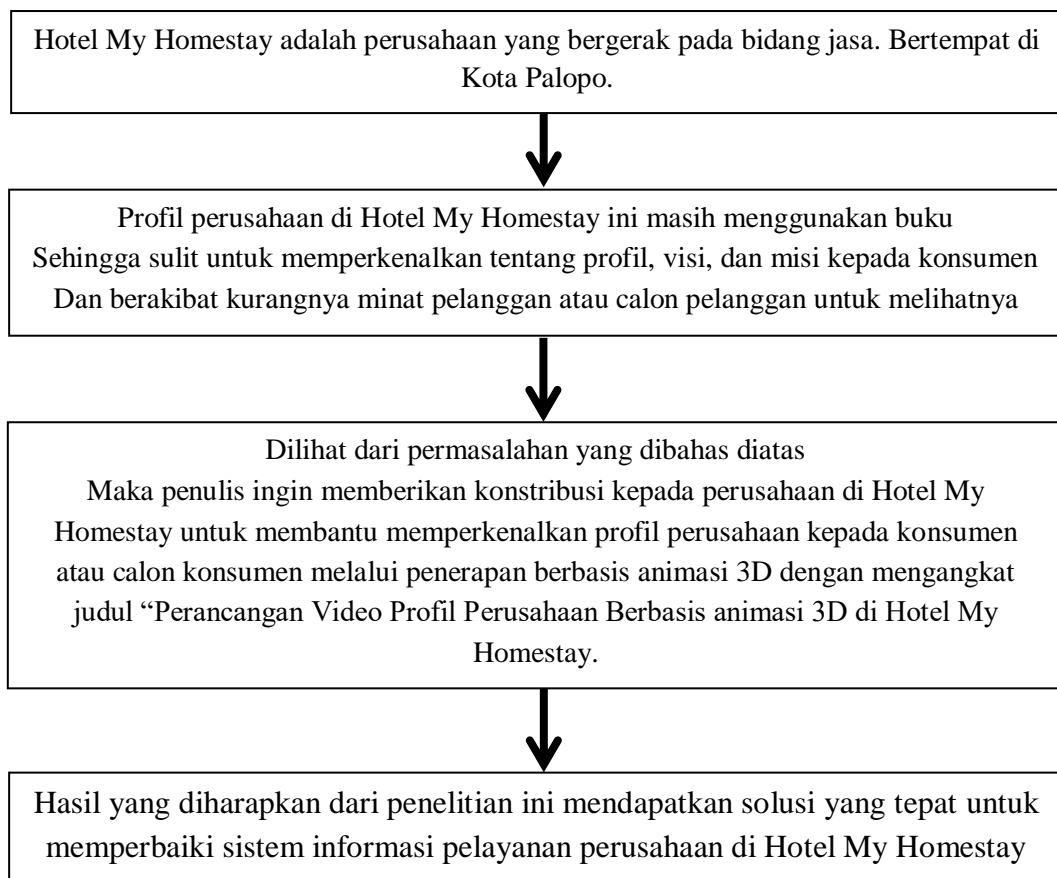 Hotel My Homestay adalah perusahaan yang bergerak pada bidang jasa. Bertempat di
Kota Palopo.
Profil perusahaan di Hotel My Homestay ini masih menggunakan buku
Sehingga sulit untuk memperkenalkan tentang profil, visi, dan misi kepada konsumen
Dan berakibat kurangnya minat pelanggan atau calon pelanggan untuk melihatnya
Dilihat dari permasalahan yang dibahas diatas
Maka penulis ingin memberikan konstribusi kepada perusahaan di Hotel My
Homestay untuk membantu memperkenalkan profil perusahaan kepada konsumen
atau calon konsumen melalui penerapan berbasis animasi 3D dengan mengangkat
judul “Perancangan Video Profil Perusahaan Berbasis animasi 3D di Hotel My
Homestay.
Hasil yang diharapkan dari penelitian ini mendapatkan solusi yang tepat untuk
memperbaiki sistem informasi pelayanan perusahaan di Hotel My Homestay